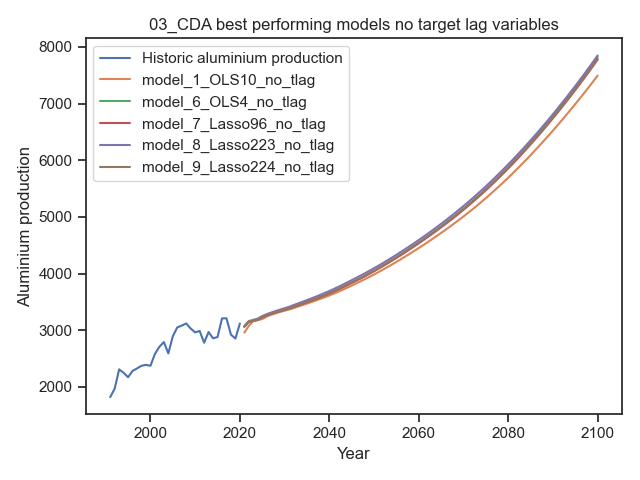 03_CDA best performing models no target lag variables
Historic aluminium production
model_1_OLS10_no_tlag
model_6_OLS4_no_tlag
model_7_Lasso96_no_tlag
model_8_Lasso223_no_tlag
model_9_Lasso224_no_tlag
Aluminium production
8000
7000
6000
5000
4000
3000
2000
2000
2020
2040
2060
2080
2100
Year